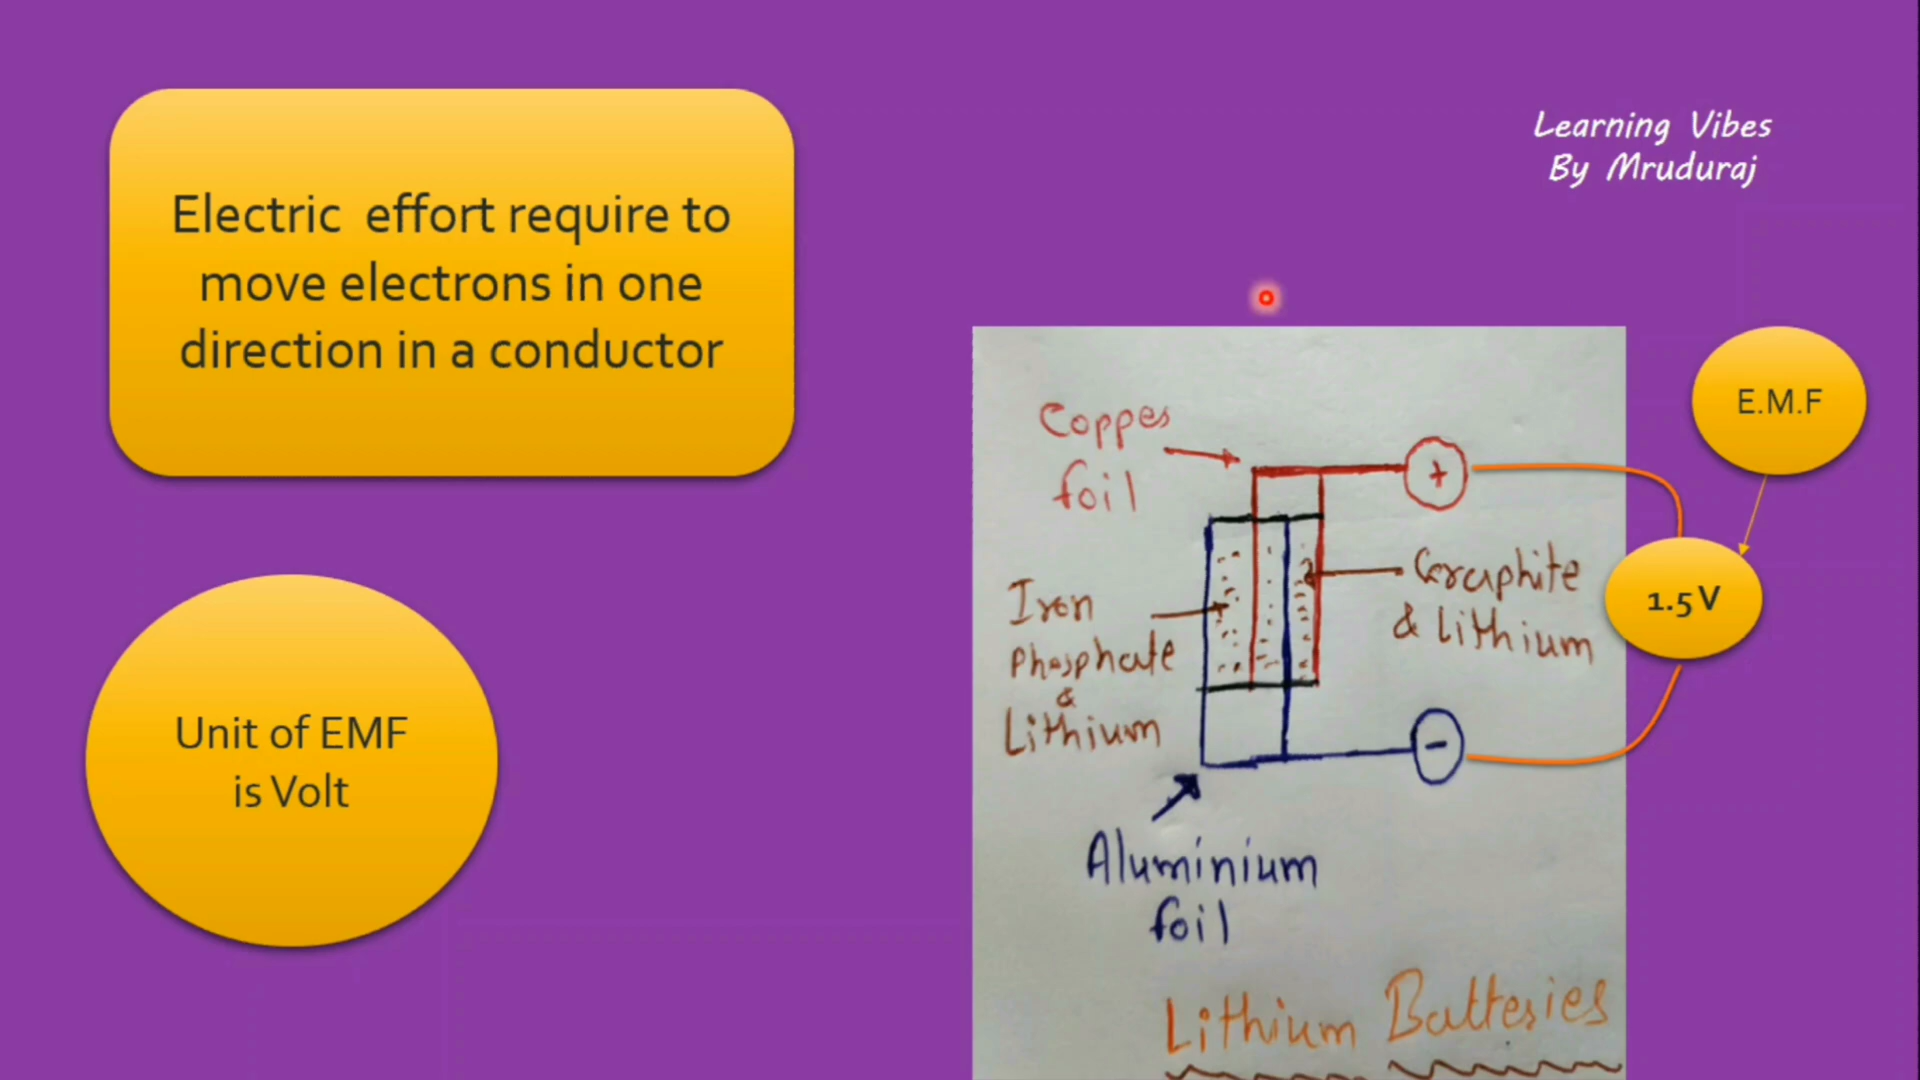 Electric effort require to
move electrons in one
direction in a conductor
Unit of EMF
is Volt
Learning Vibes
By Mruduraj
E.M.F
1.5 V
Copper
foil
+
Iron
Phosphate
&
Lithium
Graphite
& Lithium
-
Aluminium
foil
Lithium Batteries